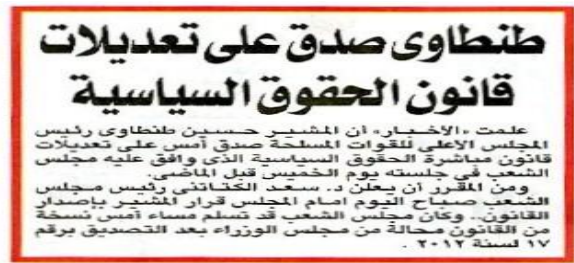 طنطاوى صدق على تعديلات
قانون الحقوق السياسية
علمت «الأخبار» أن المشير حسين طنطاوى رئيس
المجلس الأعلى للقوات المسلحة صدق أمس على تعديلات
قانون مباشرة الحقوق السياسية الذى وافق عليه مجلس
الشعب في جلسته يوم الخميس قبل الماضى.
ومن المقرر أن يعلن د. سعد الكتاتنى رئيس مجلس
الشعب صباح اليوم امام المجلس قرار المشير بإصدار
القانون.. وكان مجلس الشعب قد تسلم مساء أمس نسخة
من القانون محالة من مجلس الوزراء بعد التصديق برقم
١٧ لسنة ٢٠١٢ .